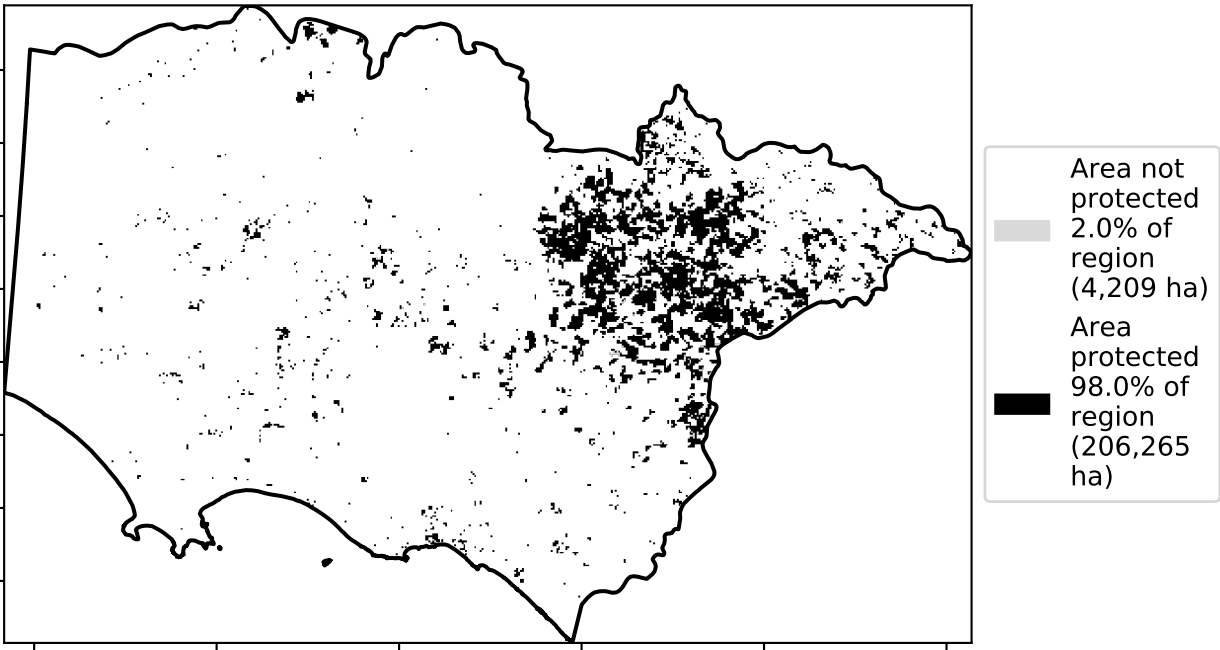 Area not
protected
2.0% of
region
(4,209 ha)
Area
protected
98.0% of
region
(206,265
ha)